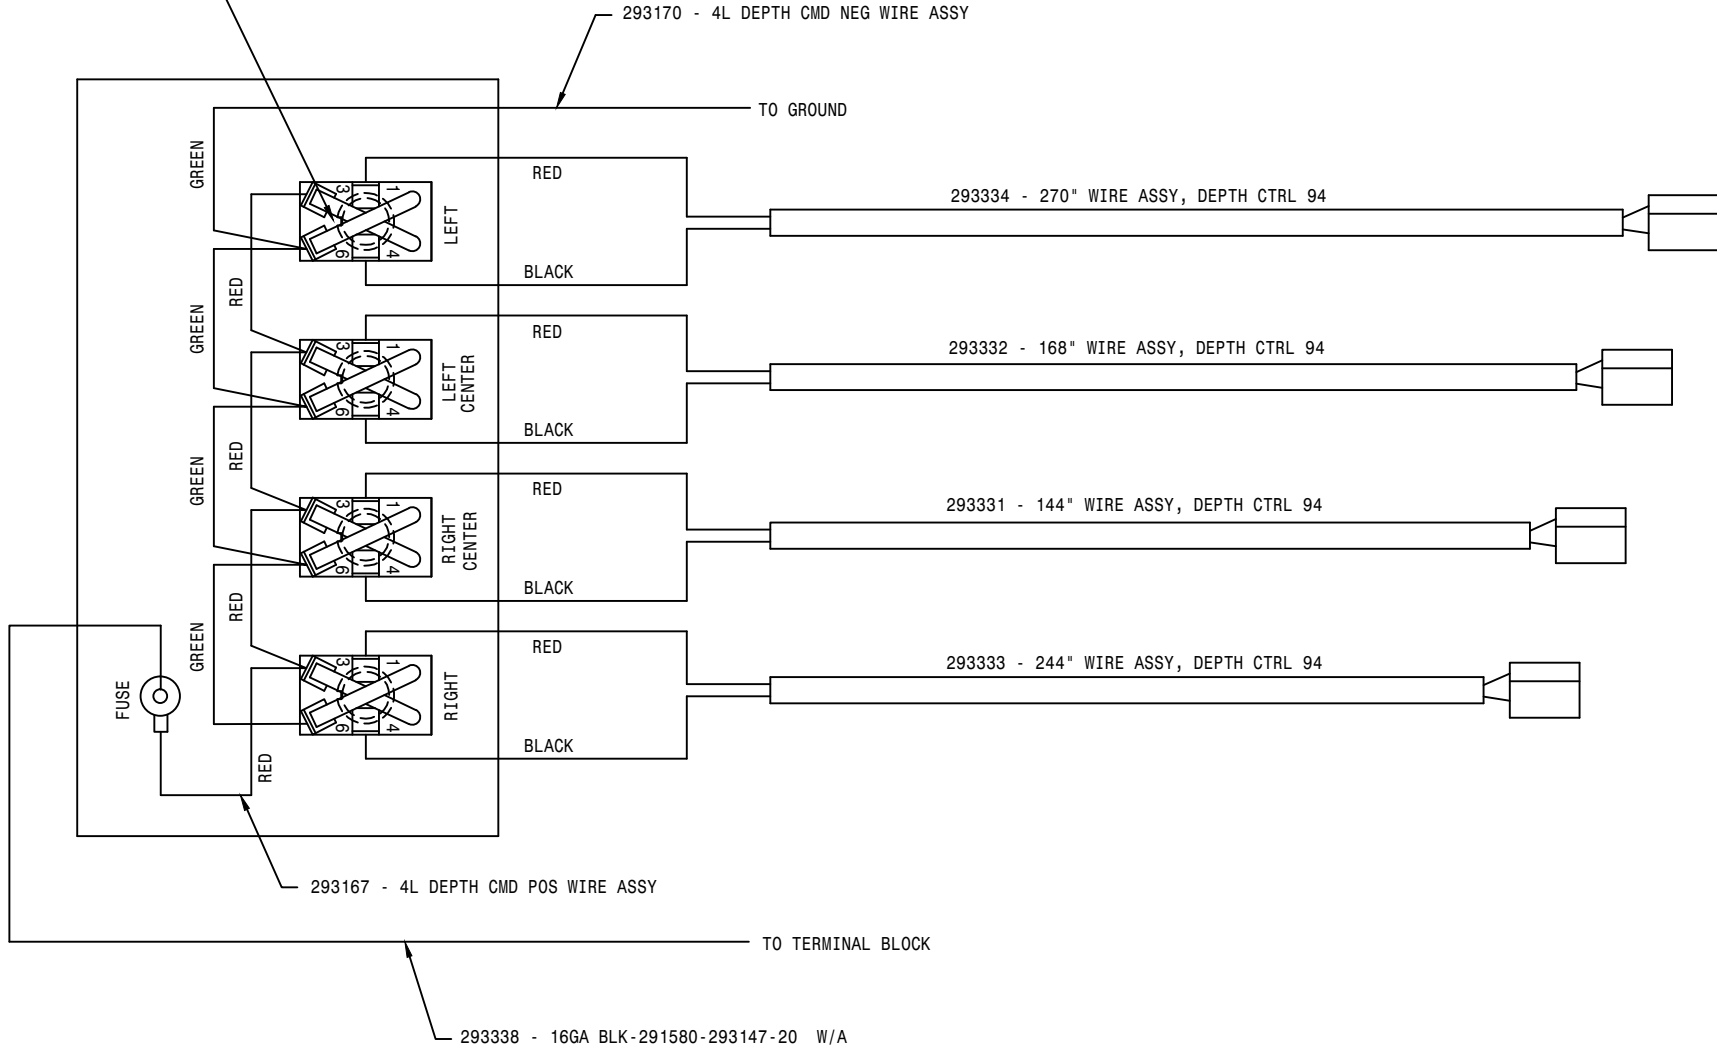 293170 - 4L DEPTH CMD NEG WIRE ASSY
TO GROUND
GREEN
RED
3
1
6
4
LEFT
BLACK
293334 - 270" WIRE ASSY, DEPTH CTRL 94
RED
GREEN
RED
3
1
6
4
LEFT
CENTER
BLACK
293332 - 168" WIRE ASSY, DEPTH CTRL 94
GREEN
RED
RED
3
1
6
4
RIGHT
CENTER
BLACK
293331 - 144" WIRE ASSY, DEPTH CTRL 94
GREEN
RED
RED
3
1
6
4
RIGHT
BLACK
293333 - 244" WIRE ASSY, DEPTH CTRL 94
FUSE
RED
293167 - 4L DEPTH CMD POS WIRE ASSY
TO TERMINAL BLOCK
293338 - 16GA BLK-291580-293147-20 W/A